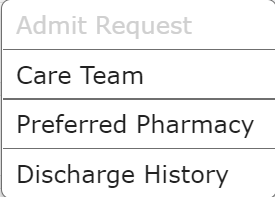 Admit Request
Care Team
Preferred Pharmacy
Discharge History